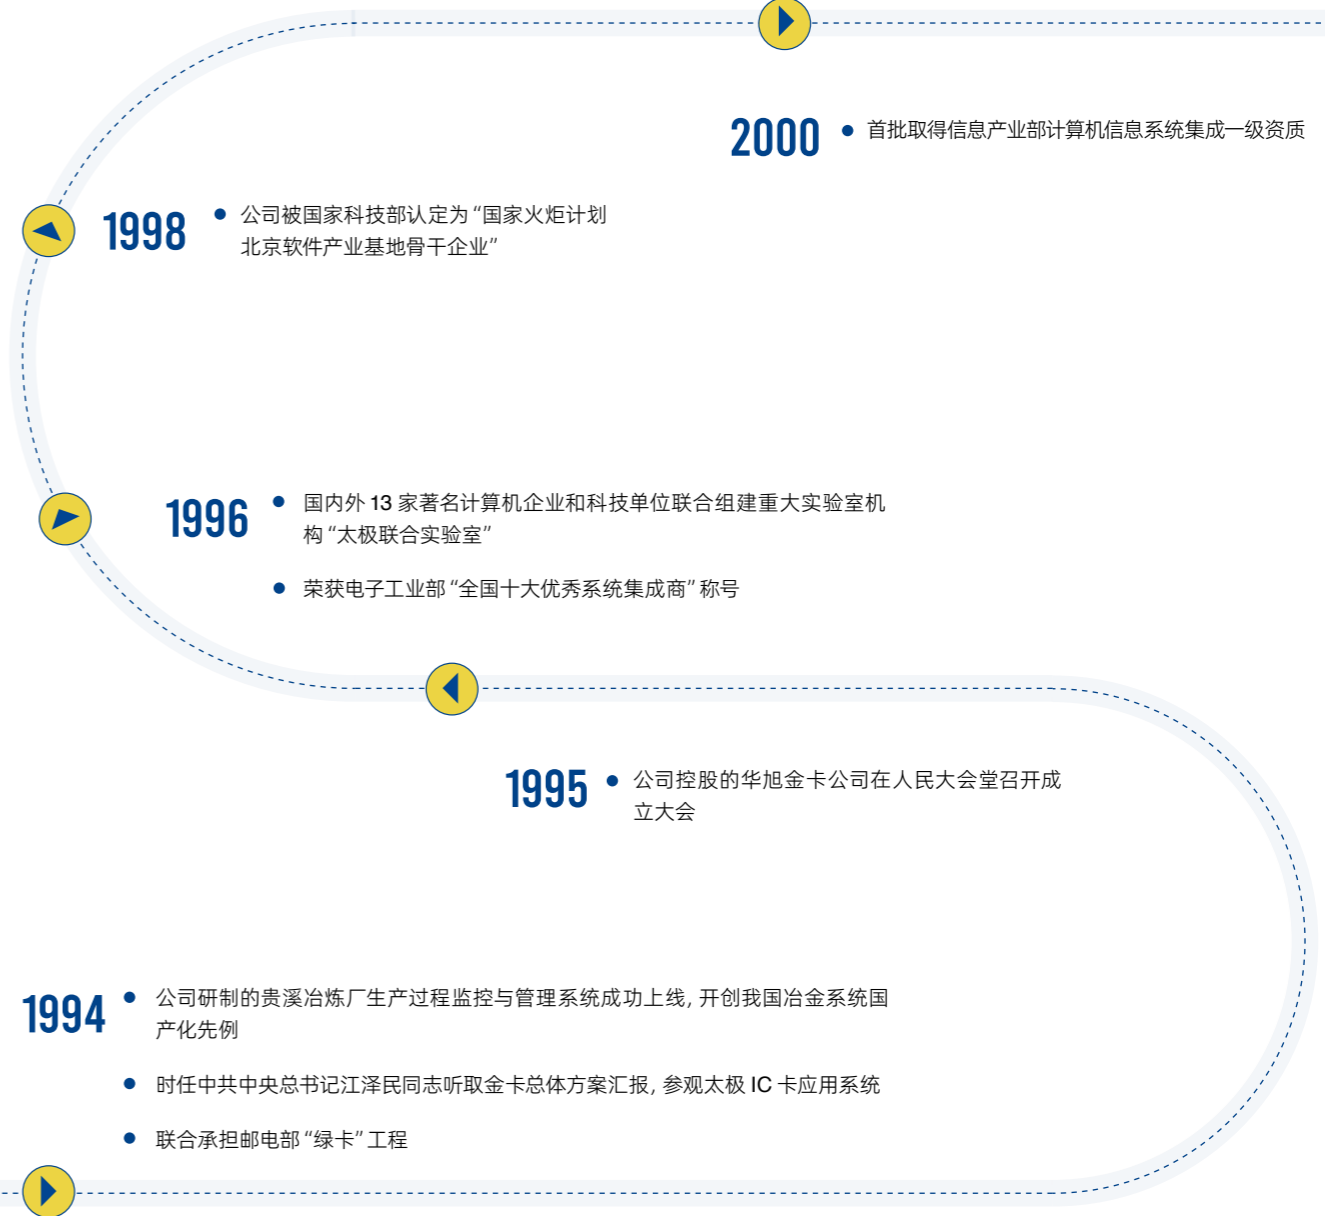 2000
首批取得信息产业部计算机信息系统集成一级资质
1998
公司被国家科技部认定为“国家火炬计划
北京软件产业基地骨干企业”
1996
国内外 13 家著名计算机企业和科技单位联合组建重大实验室机
构“太极联合实验室”
荣获电子工业部“全国十大优秀系统集成商”称号
1995
公司控股的华旭金卡公司在人民大会堂召开成
立大会
1994
公司研制的贵溪冶炼厂生产过程监控与管理系统成功上线, 开创我国冶金系统国
产化先例
时任中共中央总书记江泽民同志听取金卡总体方案汇报, 参观太极 IC 卡应用系统
联合承担邮电部“绿卡”工程